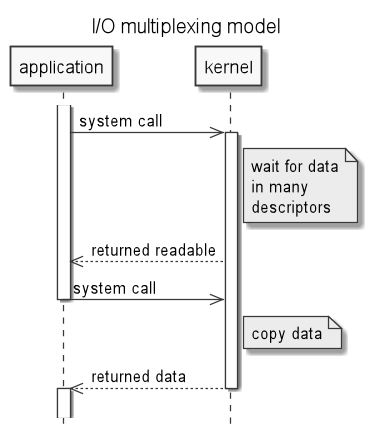 I/O multiplexing model
application
kernel
system call
wait for data
in many
descriptors
returned readable
system call
copy data
returned data